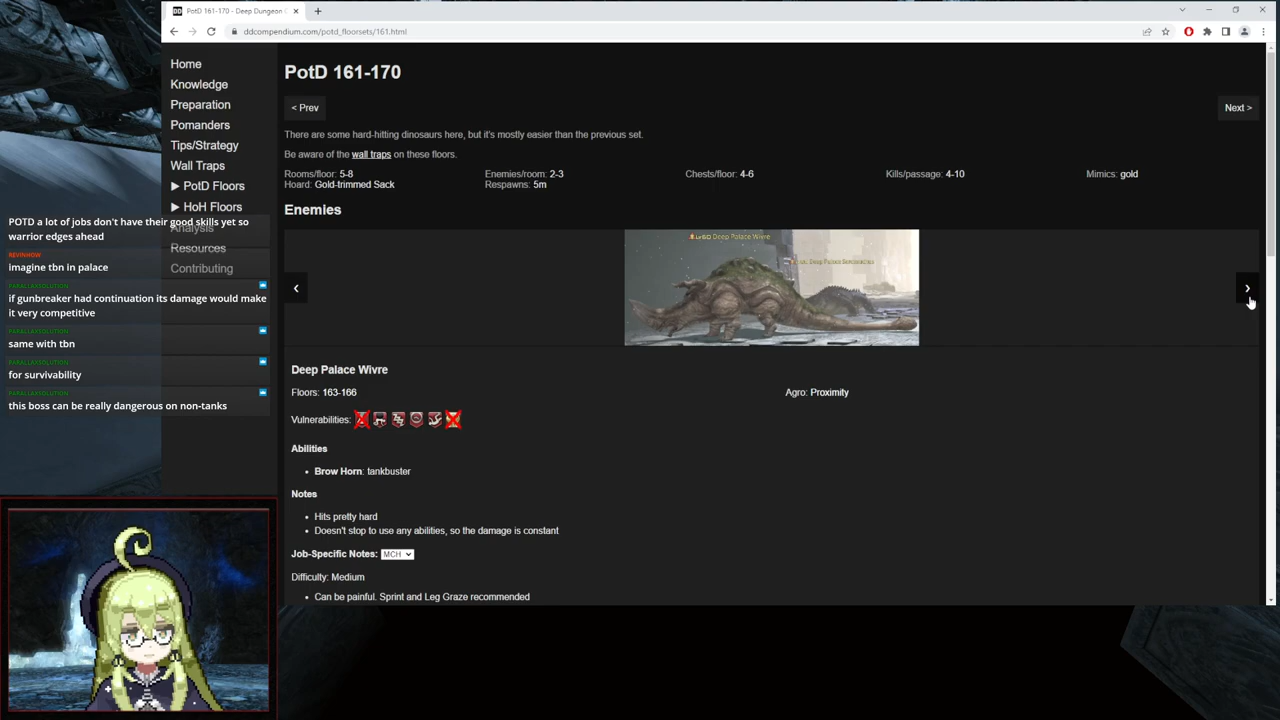 PotD 161-170 - Deep Dungeon
ddcompendium.com/potd_floorsets/161.html
Home
Knowledge
Preparation
Pomanders
Tips/Strategy
Wall Traps
▶ PotD Floors
▶ HoH Floors
Analysis
Resources
Contributing
POTD a lot of jobs don't have their good skills yet so
warrior edges ahead
REVINHOW
imagine tbn in palace
PARALLAXSOLUTION
if gunbreaker had continuation its damage would make
it very competitive
PARALLAXSOLUTION
same with tbn
PARALLAXSOLUTION
for survivability
PARALLAXSOLUTION
this boss can be really dangerous on non-tanks
PotD 161-170
< Prev
Next >
There are some hard-hitting dinosaurs here, but it's mostly easier than the previous set.
Be aware of the wall traps on these floors.
Rooms/floor: 5-8
Enemies/room: 2-3
Chests/floor: 4-6
Kills/passage: 4-10
Mimics: gold
Hoard: Gold-trimmed Sack
Respawns: 5m
Enemies
Lv60 Deep Palace Wivre
Deep Palace Wivre
Floors: 163-166
Agro: Proximity
Vulnerabilities:
Abilities
• Brow Horn: tankbuster
Notes
• Hits pretty hard
• Doesn't stop to use any abilities, so the damage is constant
Job-Specific Notes: MCH
Difficulty: Medium
• Can be painful. Sprint and Leg Graze recommended